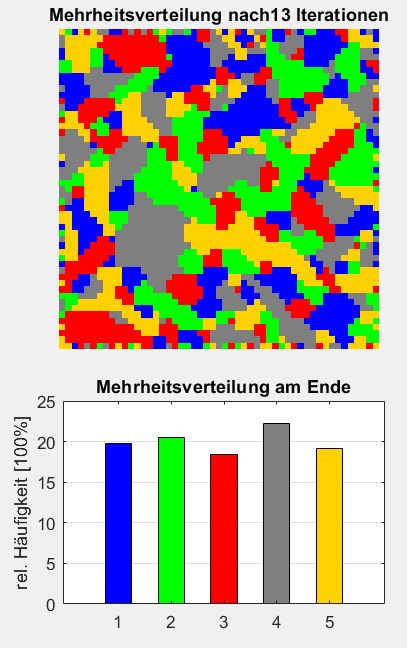 Mehrheitsverteilung nach13 Iterationen
Mehrheitsverteilung am Ende
rel. Häufigkeit [100%]
25
20
15
10
5
0
1 2 3 4 5